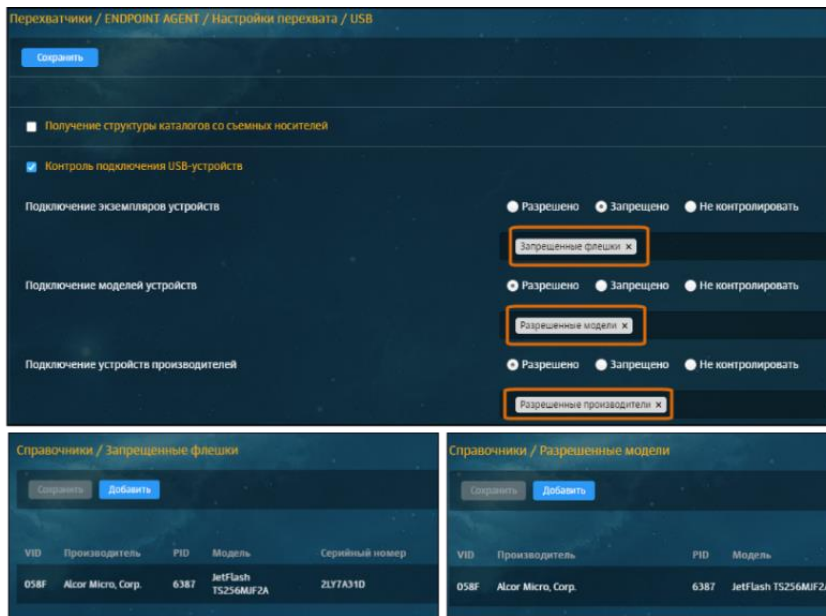 Перехватчики / ENDPOINT AGENT / Настройки перехвата / USB
Сохранить
Получение структуры каталогов со съемных носителей
Контроль подключения USB-устройств
Подключение экземпляров устройств Разрешено Запрещено Не контролировать
Запрещенные флешки ×
Подключение моделей устройств Разрешено Запрещено Не контролировать
Разрешенные модели ×
Подключение устройств производителей Разрешено Запрещено Не контролировать
Разрешенные производители ×
Справочники / Запрещенные флешки
Сохранить Добавить
VID Производитель PID Модель Серийный номер
058F Alcor Micro, Corp. 6387 JetFlash TS256MJF2A 2LY7A31D
Справочники / Разрешенные модели
Сохранить Добавить
VID Производитель PID Модель
058F Alcor Micro, Corp. 6387 JetFlash TS256MJF2A